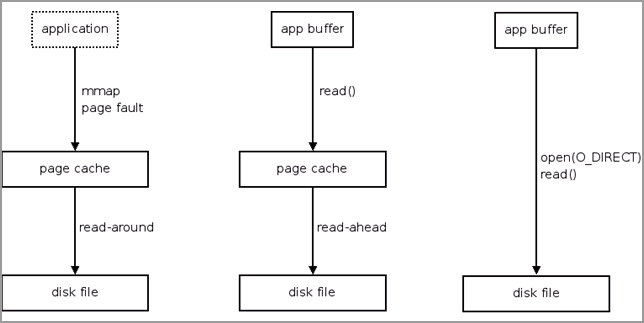 application
mmap
page fault
page cache
read-around
disk file
app buffer
read()
page cache
read-ahead
disk file
app buffer
open(O_DIRECT)
read()
disk file